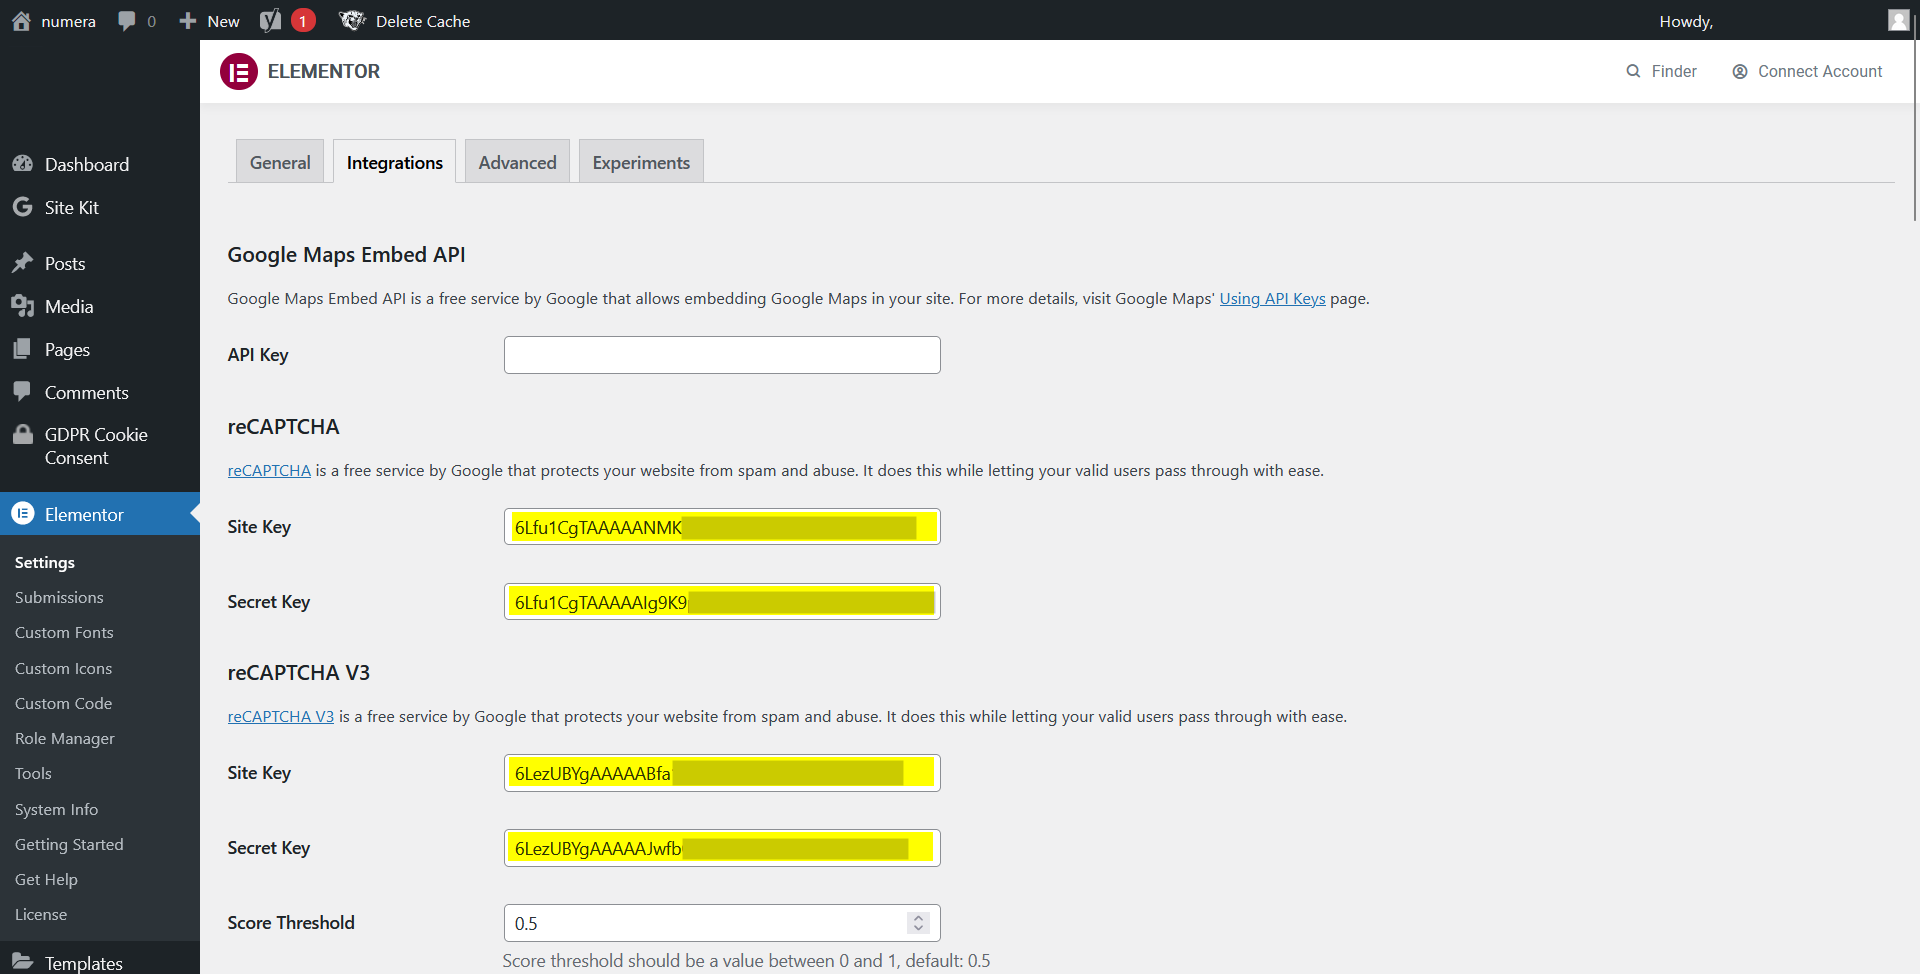 numera
0
New
1
Delete Cache
Howdy,
ELEMENTOR
Finder
Connect Account
Dashboard
Site Kit
Posts
Media
Pages
Comments
GDPR Cookie
Consent
Elementor
Settings
Submissions
Custom Fonts
Custom Icons
Custom Code
Role Manager
Tools
System Info
Getting Started
Get Help
License
Templates
General
Integrations
Advanced
Experiments
Google Maps Embed API
Google Maps Embed API is a free service by Google that allows embedding Google Maps in your site. For more details, visit Google Maps' Using API Keys page.
API Key
reCAPTCHA
reCAPTCHA is a free service by Google that protects your website from spam and abuse. It does this while letting your valid users pass through with ease.
Site Key
6Lfu1CgTAAAAANMK
Secret Key
6Lfu1CgTAAAAAIg9K9
reCAPTCHA V3
reCAPTCHA V3 is a free service by Google that protects your website from spam and abuse. It does this while letting your valid users pass through with ease.
Site Key
6LezUBYgAAAAABfa
Secret Key
6LezUBYgAAAAAJwfb
Score Threshold
0.5
Score threshold should be a value between 0 and 1, default: 0.5